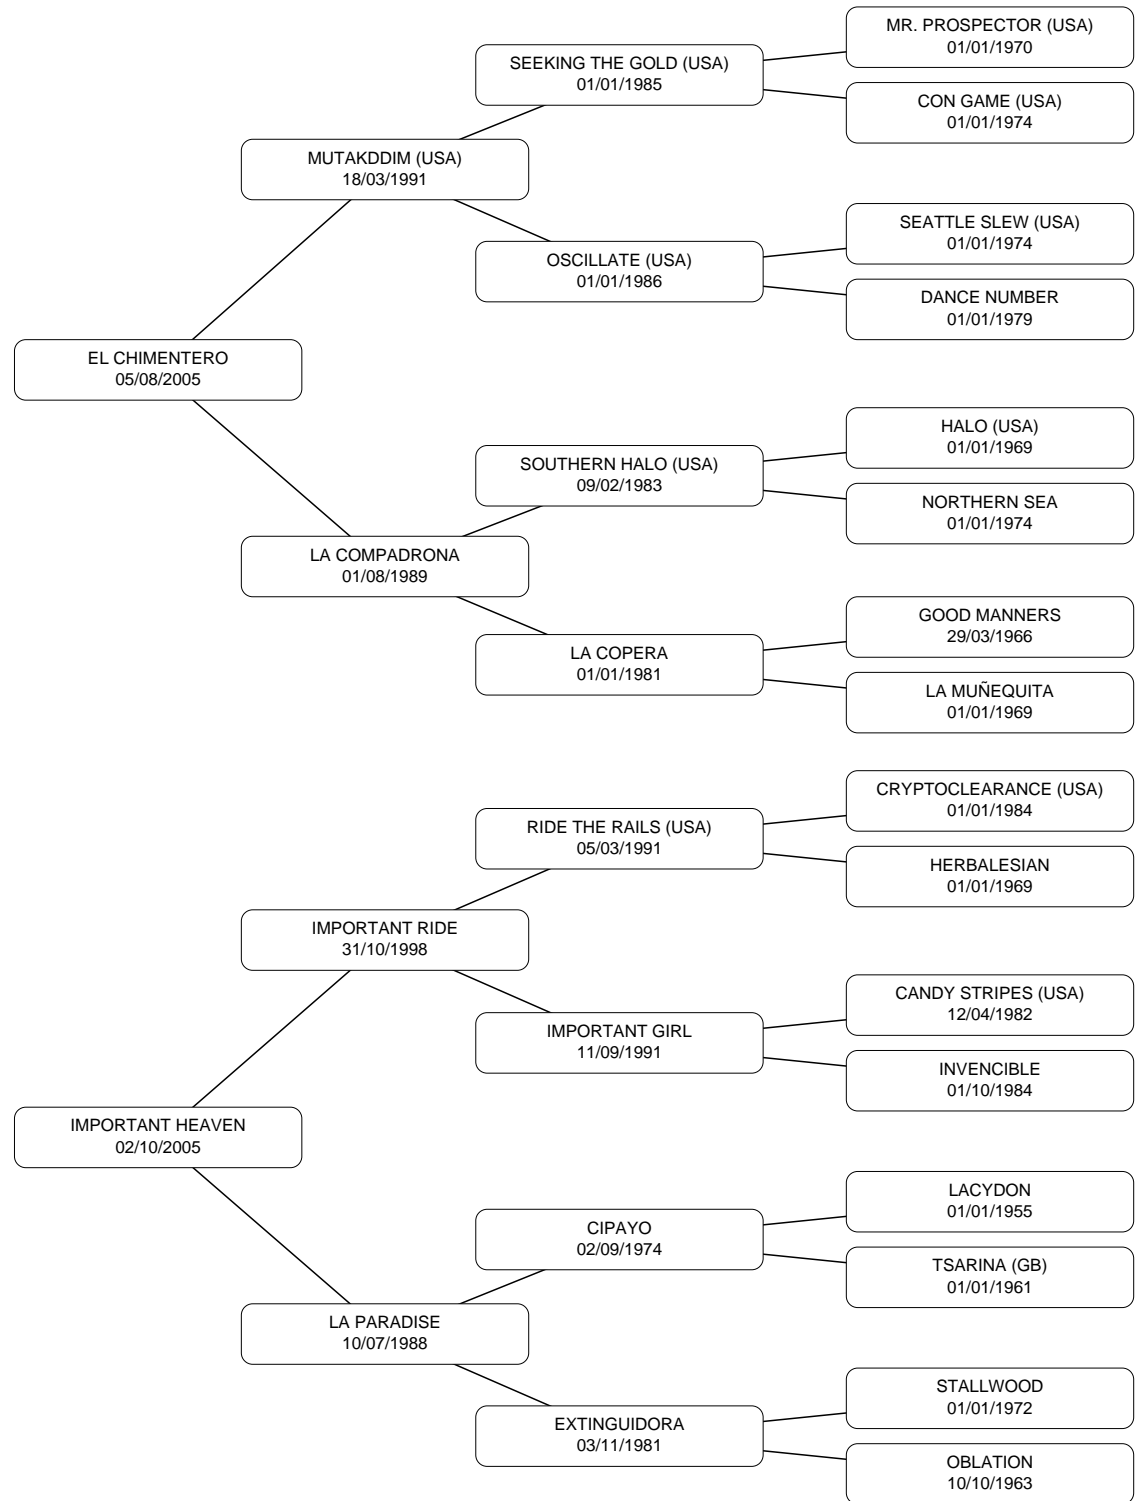 MR. PROSPECTOR (USA)
01/01/1970
SEEKING THE GOLD (USA)
01/01/1985
CON GAME (USA)
01/01/1974
MUTAKDDIM (USA)
18/03/1991
SEATTLE SLEW (USA)
01/01/1974
OSCILLATE (USA)
01/01/1986
DANCE NUMBER
01/01/1979
EL CHIMENTERO
05/08/2005
HALO (USA)
01/01/1969
SOUTHERN HALO (USA)
09/02/1983
NORTHERN SEA
01/01/1974
LA COMPADRONA
01/08/1989
GOOD MANNERS
29/03/1966
LA COPERA
01/01/1981
LA MUÑEQUITA
01/01/1969
CRYPTOCLEARANCE (USA)
01/01/1984
RIDE THE RAILS (USA)
05/03/1991
HERBALESIAN
01/01/1969
IMPORTANT RIDE
31/10/1998
CANDY STRIPES (USA)
12/04/1982
IMPORTANT GIRL
11/09/1991
INVENCIBLE
01/10/1984
IMPORTANT HEAVEN
02/10/2005
LACYDON
01/01/1955
CIPAYO
02/09/1974
TSARINA (GB)
01/01/1961
LA PARADISE
10/07/1988
STALLWOOD
01/01/1972
EXTINGUIDORA
03/11/1981
OBLATION
10/10/1963